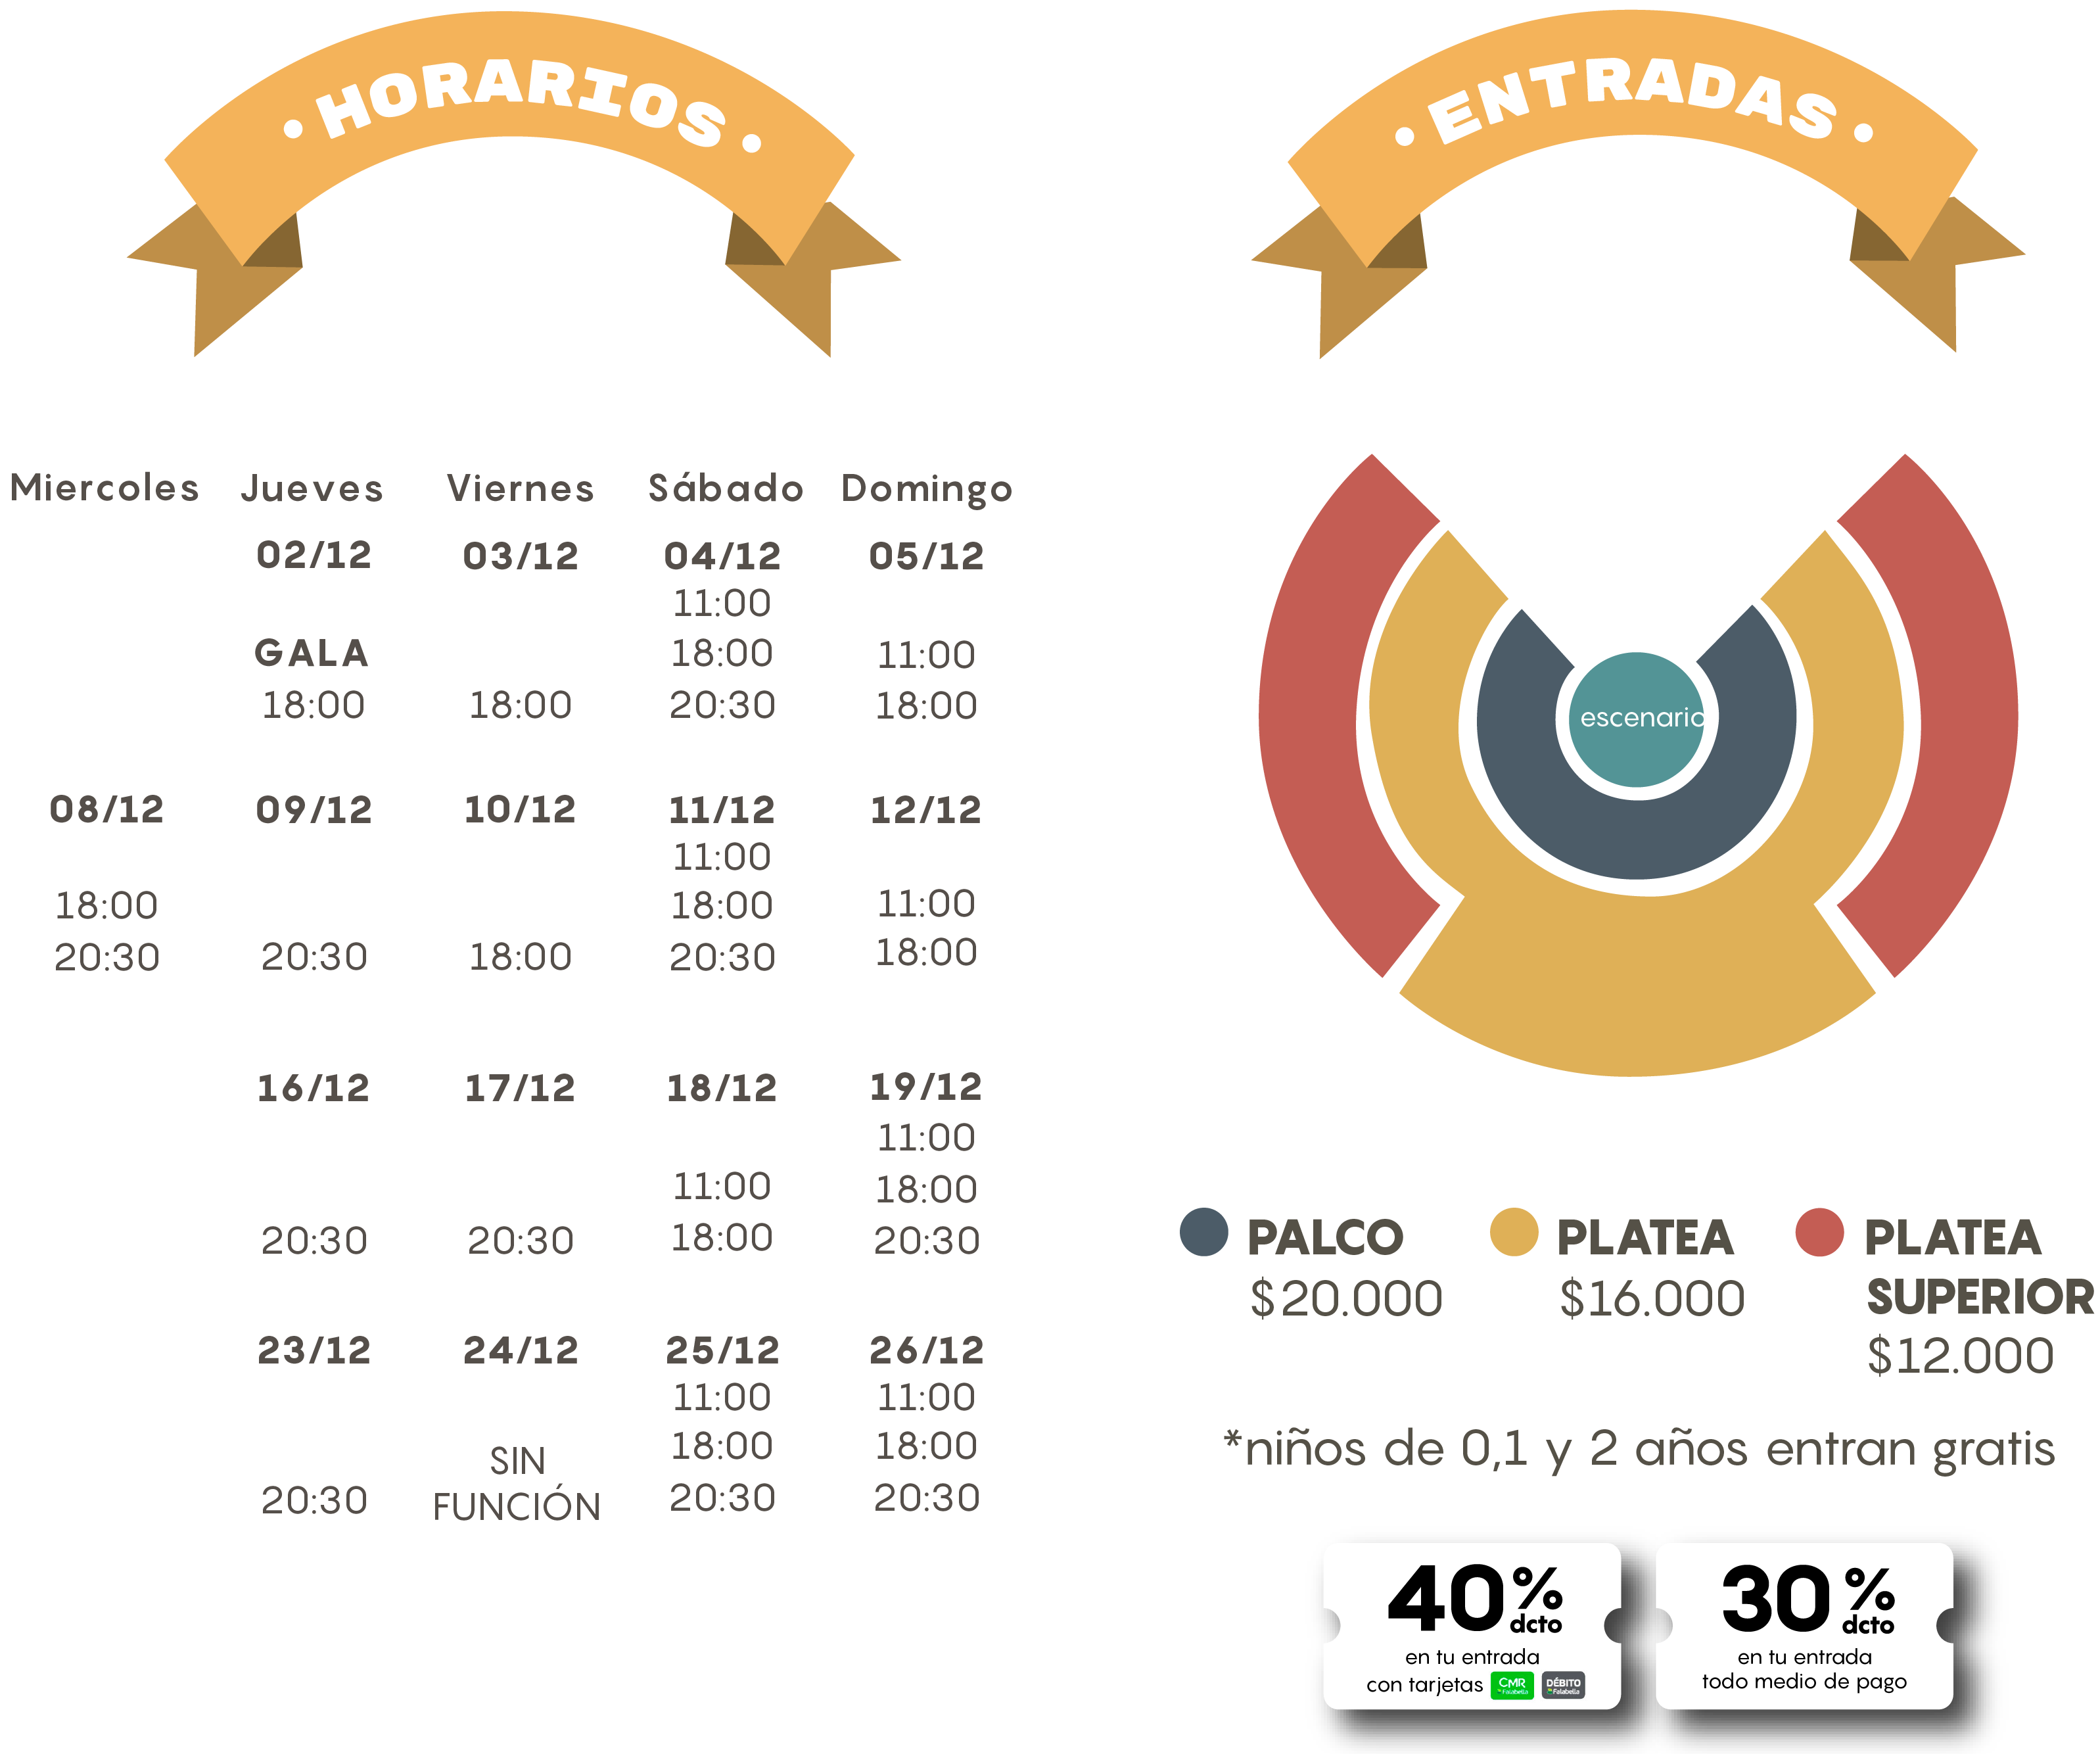 • HORARIOS •
Miercoles Jueves Viernes Sábado Domingo
02/12 03/12 04/12 05/12
11:00
GALA 18:00 11:00
18:00 18:00 20:30 18:00
08/12 09/12 10/12 11/12 12/12
11:00
18:00 18:00 11:00
20:30 20:30 18:00 20:30 18:00
16/12 17/12 18/12 19/12
11:00
11:00 18:00
20:30 20:30 18:00 20:30
23/12 24/12 25/12 26/12
11:00 11:00
SIN 18:00 18:00
20:30 FUNCIÓN 20:30 20:30
• ENTRADAS •
escenario
PALCO
$20.000
PLATEA
$16.000
PLATEA
SUPERIOR
$12.000
*niños de 0,1 y 2 años entran gratis
40%
dcto
en tu entrada
con tarjetas CMR Falabella DÉBITO Falabella
30%
dcto
en tu entrada
todo medio de pago